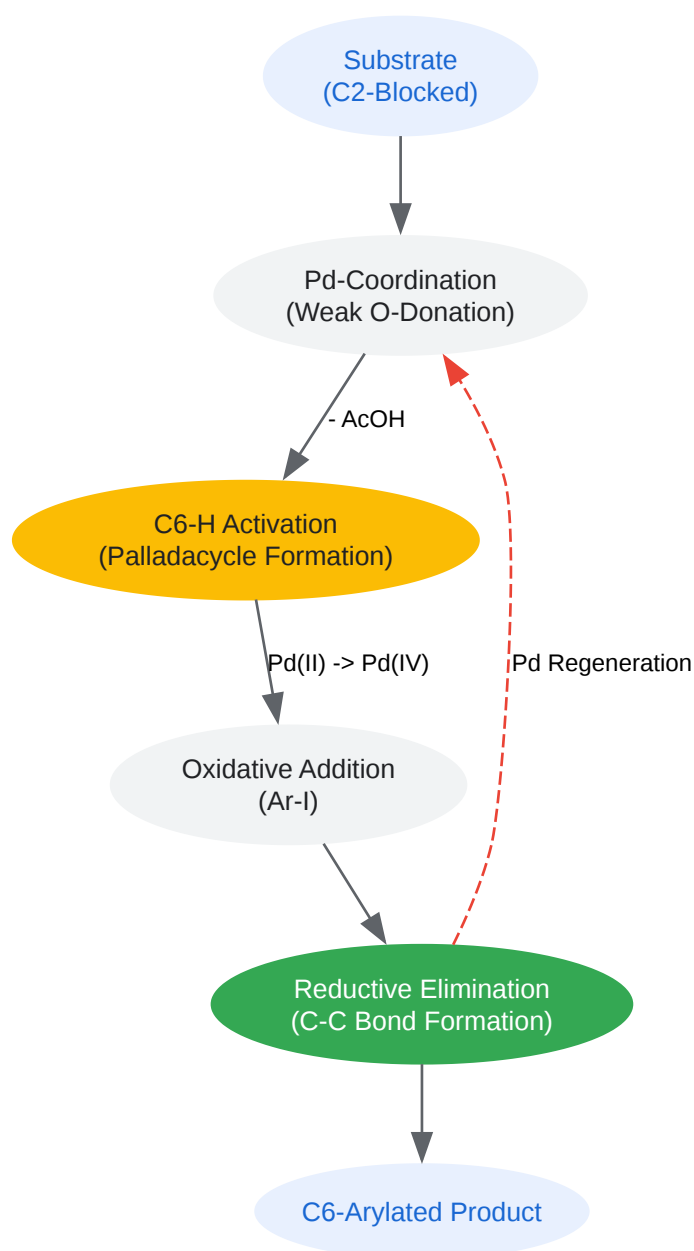 Substrate
(C2-Blocked)
Pd-Coordination
(Weak O-Donation)
- AcOH
C6-H Activation
(Palladacycle Formation)
Pd(II) -> Pd(IV)
Pd Regeneration
Oxidative Addition
(Ar-I)
Reductive Elimination
(C-C Bond Formation)
C6-Arylated Product